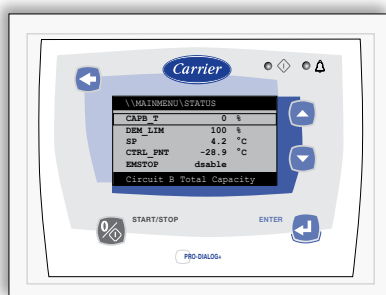 Carrier
\\MAINMENU\STATUS
CAPB_T 0 %
DEM_LIM 100 %
SP 4.2 °C
CTRL_PNT -28.9 °C
EMSTOP dsable
Circuit B Total Capacity
START/STOP
ENTER
PRO-DIALOG+